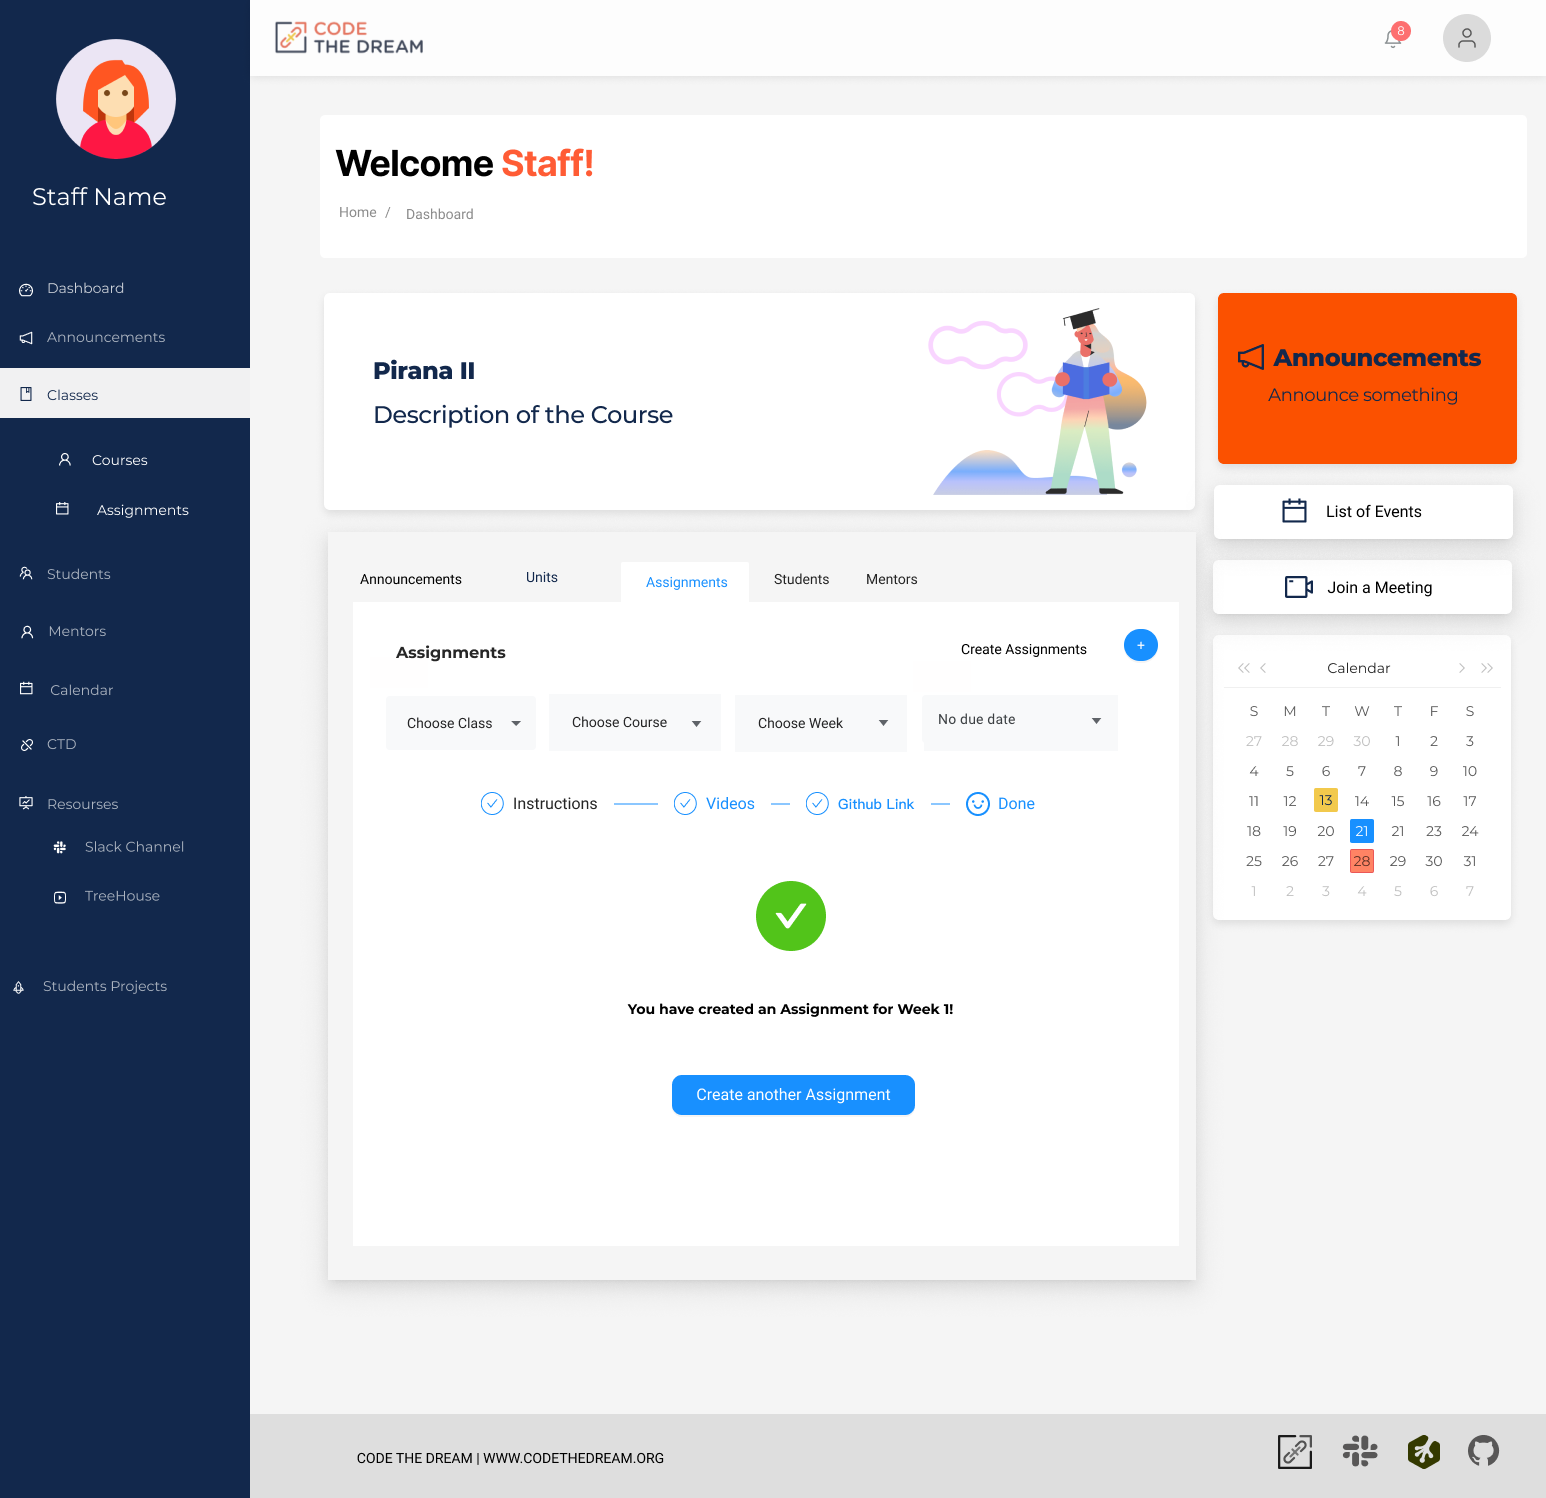 Staff Name
Dashboard
Announcements
Classes
Courses
Assignments
Students
Mentors
Calendar
CTD
Resourses
Slack Channel
TreeHouse
Students Projects
CODE
THE DREAM
8
Welcome Staff!
Home / Dashboard
Pirana II
Description of the Course
Announcements
Announce something
List of Events
Join a Meeting
Announcements Units Assignments Students Mentors
Assignments
Create Assignments +
Choose Class Choose Course Choose Week No due date
Instructions Videos Github Link Done
You have created an Assignment for Week 1!
Create another Assignment
Calendar
S M T W T F S
27 28 29 30 1 2 3
4 5 6 7 8 9 10
11 12 13 14 15 16 17
18 19 20 21 21 23 24
25 26 27 28 29 30 31
1 2 3 4 5 6 7
CODE THE DREAM | WWW.CODETHEDREAM.ORG